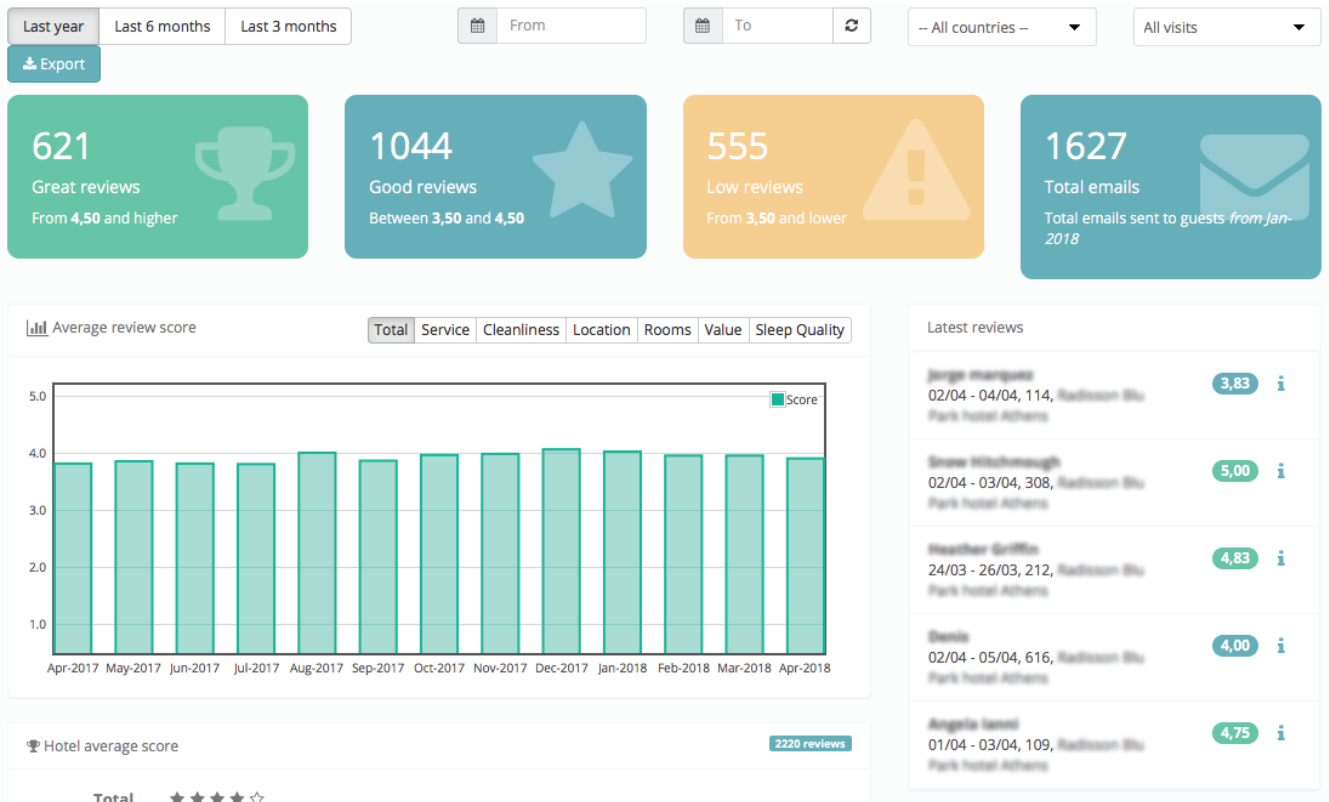 Last year
Last 6 months
Last 3 months
From
To
-- All countries --
All visits
Export
621
Great reviews
From 4,50 and higher
1044
Good reviews
Between 3,50 and 4,50
555
Low reviews
From 3,50 and lower
1627
Total emails
Total emails sent to guests from Jan-
2018
Average review score
Total
Service
Cleanliness
Location
Rooms
Value
Sleep Quality
Score
5.0
4.0
3.0
2.0
1.0
Apr-2017 May-2017 Jun-2017 Jul-2017 Aug-2017 Sep-2017 Oct-2017 Nov-2017 Dec-2017 Jan-2018 Feb-2018 Mar-2018 Apr-2018
Hotel average score
2220 reviews
Total
Latest reviews
02/04 - 04/04, 114,
3,83
02/04 - 03/04, 308,
5,00
24/03 - 26/03, 212,
4,83
02/04 - 05/04, 616,
4,00
01/04 - 03/04, 109,
4,75